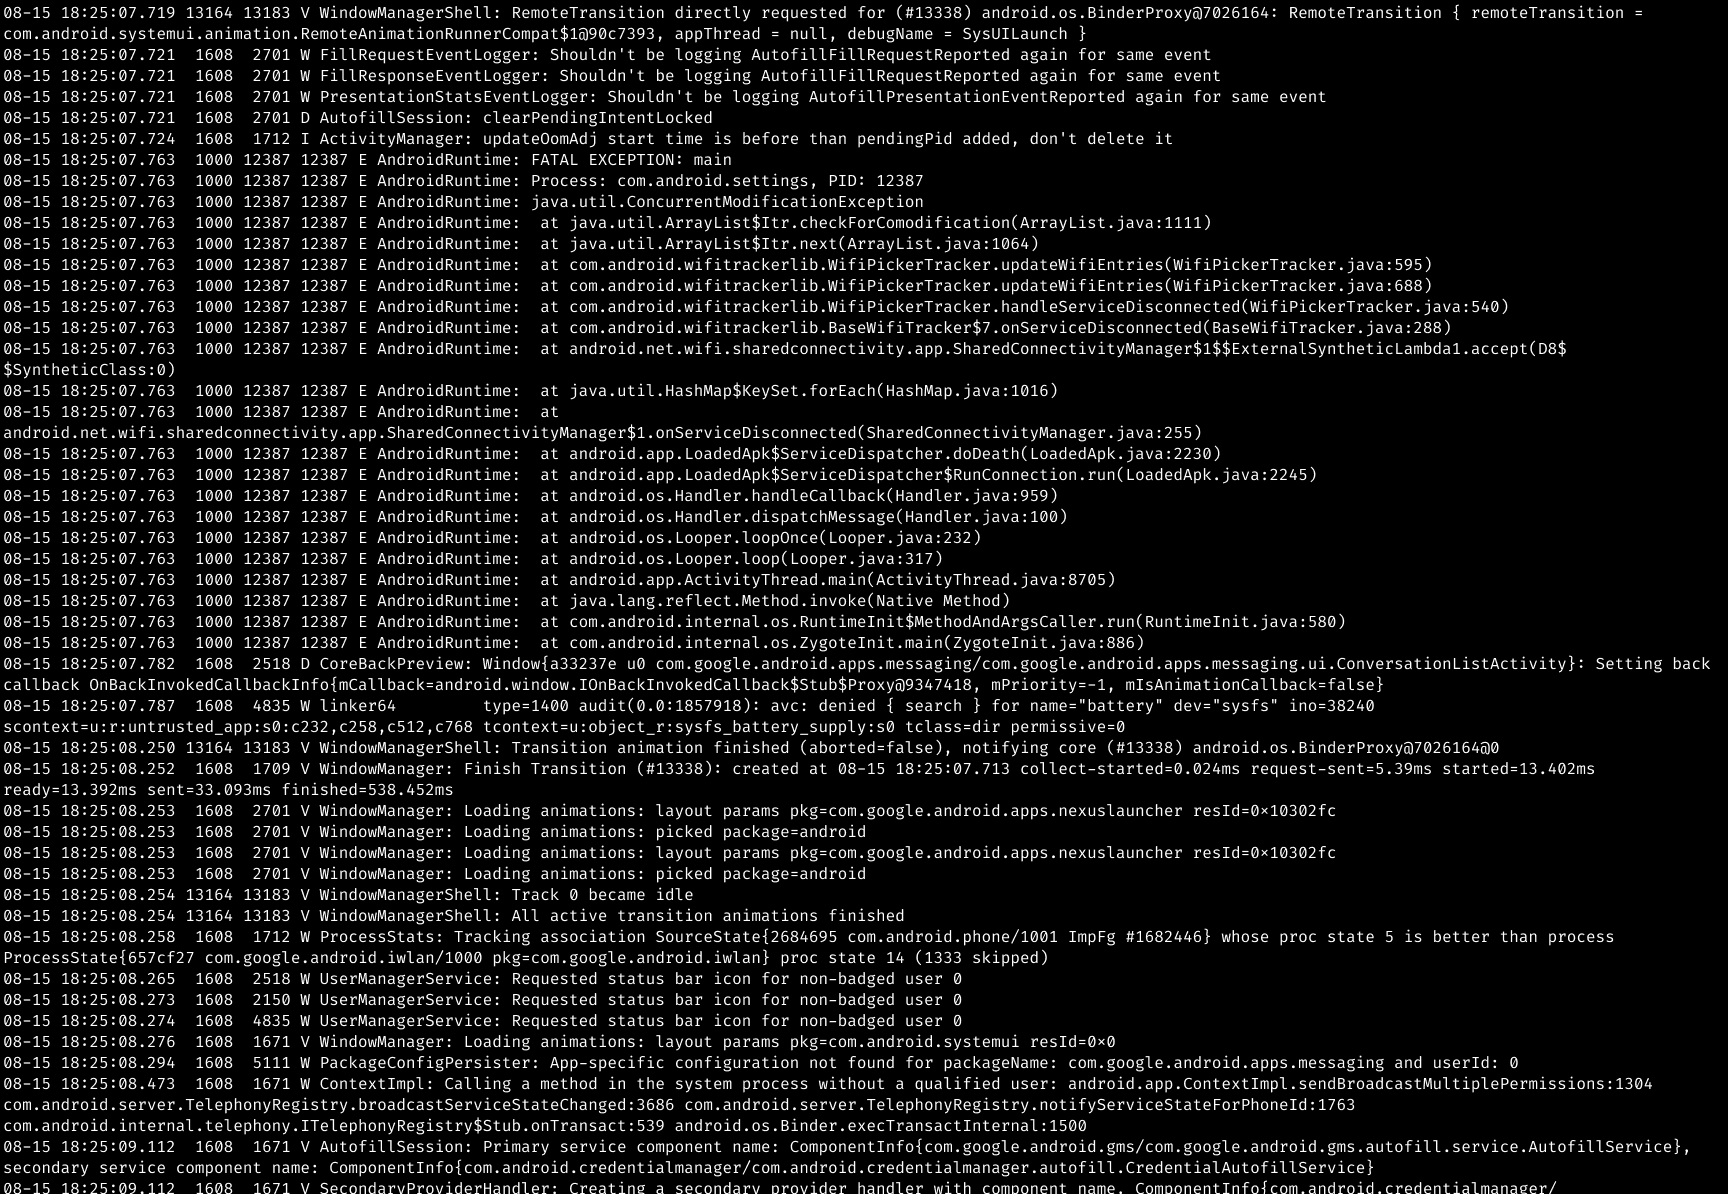 08-15 18:25:07.719 13164 13183 V WindowManagerShell: RemoteTransition directly requested for (#13338) android.os.BinderProxy@7026164: RemoteTransition { remoteTransition =
com.android.systemui.animation.RemoteAnimationRunnerCompat$1@90c7393, appThread = null, debugName = SysUILaunch }
08-15 18:25:07.721  1608  2701 W FillRequestEventLogger: Shouldn't be logging AutofillFillRequestReported again for same event
08-15 18:25:07.721  1608  2701 W FillResponseEventLogger: Shouldn't be logging AutofillFillRequestReported again for same event
08-15 18:25:07.721  1608  2701 W PresentationStatsEventLogger: Shouldn't be logging AutofillPresentationEventReported again for same event
08-15 18:25:07.721  1608  2701 D AutofillSession: clearPendingIntentLocked
08-15 18:25:07.724  1608  1712 I ActivityManager: updateOomAdj start time is before than pendingPid added, don't delete it
08-15 18:25:07.763  1000 12387 12387 E AndroidRuntime: FATAL EXCEPTION: main
08-15 18:25:07.763  1000 12387 12387 E AndroidRuntime: Process: com.android.settings, PID: 12387
08-15 18:25:07.763  1000 12387 12387 E AndroidRuntime: java.util.ConcurrentModificationException
08-15 18:25:07.763  1000 12387 12387 E AndroidRuntime:  at java.util.ArrayList$Itr.checkForComodification(ArrayList.java:1111)
08-15 18:25:07.763  1000 12387 12387 E AndroidRuntime:  at java.util.ArrayList$Itr.next(ArrayList.java:1064)
08-15 18:25:07.763  1000 12387 12387 E AndroidRuntime:  at com.android.wifitrackerlib.WifiPickerTracker.updateWifiEntries(WifiPickerTracker.java:595)
08-15 18:25:07.763  1000 12387 12387 E AndroidRuntime:  at com.android.wifitrackerlib.WifiPickerTracker.updateWifiEntries(WifiPickerTracker.java:688)
08-15 18:25:07.763  1000 12387 12387 E AndroidRuntime:  at com.android.wifitrackerlib.WifiPickerTracker.handleServiceDisconnected(WifiPickerTracker.java:540)
08-15 18:25:07.763  1000 12387 12387 E AndroidRuntime:  at com.android.wifitrackerlib.BaseWifiTracker$7.onServiceDisconnected(BaseWifiTracker.java:288)
08-15 18:25:07.763  1000 12387 12387 E AndroidRuntime:  at android.net.wifi.sharedconnectivity.app.SharedConnectivityManager$1$$ExternalSyntheticLambda1.accept(D8$
$SyntheticClass:0)
08-15 18:25:07.763  1000 12387 12387 E AndroidRuntime:  at java.util.HashMap$KeySet.forEach(HashMap.java:1016)
08-15 18:25:07.763  1000 12387 12387 E AndroidRuntime:  at
android.net.wifi.sharedconnectivity.app.SharedConnectivityManager$1.onServiceDisconnected(SharedConnectivityManager.java:255)
08-15 18:25:07.763  1000 12387 12387 E AndroidRuntime:  at android.app.LoadedApk$ServiceDispatcher.doDeath(LoadedApk.java:2230)
08-15 18:25:07.763  1000 12387 12387 E AndroidRuntime:  at android.app.LoadedApk$ServiceDispatcher$RunConnection.run(LoadedApk.java:2245)
08-15 18:25:07.763  1000 12387 12387 E AndroidRuntime:  at android.os.Handler.handleCallback(Handler.java:959)
08-15 18:25:07.763  1000 12387 12387 E AndroidRuntime:  at android.os.Handler.dispatchMessage(Handler.java:100)
08-15 18:25:07.763  1000 12387 12387 E AndroidRuntime:  at android.os.Looper.loopOnce(Looper.java:232)
08-15 18:25:07.763  1000 12387 12387 E AndroidRuntime:  at android.os.Looper.loop(Looper.java:317)
08-15 18:25:07.763  1000 12387 12387 E AndroidRuntime:  at android.app.ActivityThread.main(ActivityThread.java:8705)
08-15 18:25:07.763  1000 12387 12387 E AndroidRuntime:  at java.lang.reflect.Method.invoke(Native Method)
08-15 18:25:07.763  1000 12387 12387 E AndroidRuntime:  at com.android.internal.os.RuntimeInit$MethodAndArgsCaller.run(RuntimeInit.java:580)
08-15 18:25:07.763  1000 12387 12387 E AndroidRuntime:  at com.android.internal.os.ZygoteInit.main(ZygoteInit.java:886)
08-15 18:25:07.782  1608  2518 D CoreBackPreview: Window{a33237e u0 com.google.android.apps.messaging/com.google.android.apps.messaging.ui.ConversationListActivity}: Setting back
callback OnBackInvokedCallbackInfo{mCallback=android.window.IOnBackInvokedCallback$Stub$Proxy@9347418, mPriority=-1, mIsAnimationCallback=false}
08-15 18:25:07.787  1608  4835 W linker64         type=1400 audit(0.0:1857918): avc: denied { search } for name="battery" dev="sysfs" ino=38240
scontext=u:r:untrusted_app:s0:c232,c258,c512,c768 tcontext=u:object_r:sysfs_battery_supply:s0 tclass=dir permissive=0
08-15 18:25:08.250 13164 13183 V WindowManagerShell: Transition animation finished (aborted=false), notifying core (#13338) android.os.BinderProxy@7026164@0
08-15 18:25:08.252  1608  1709 V WindowManager: Finish Transition (#13338): created at 08-15 18:25:07.713 collect-started=0.024ms request-sent=5.39ms started=13.402ms
ready=13.392ms sent=33.093ms finished=538.452ms
08-15 18:25:08.253  1608  2701 V WindowManager: Loading animations: layout params pkg=com.google.android.apps.nexuslauncher resId=0×10302fc
08-15 18:25:08.253  1608  2701 V WindowManager: Loading animations: picked package=android
08-15 18:25:08.253  1608  2701 V WindowManager: Loading animations: layout params pkg=com.google.android.apps.nexuslauncher resId=0×10302fc
08-15 18:25:08.253  1608  2701 V WindowManager: Loading animations: picked package=android
08-15 18:25:08.254 13164 13183 V WindowManagerShell: Track 0 became idle
08-15 18:25:08.254 13164 13183 V WindowManagerShell: All active transition animations finished
08-15 18:25:08.258  1608  1712 W ProcessStats: Tracking association SourceState{2684695 com.android.phone/1001 ImpFg #1682446} whose proc state 5 is better than process
ProcessState{657cf27 com.google.android.iwlan/1000 pkg=com.google.android.iwlan} proc state 14 (1333 skipped)
08-15 18:25:08.265  1608  2518 W UserManagerService: Requested status bar icon for non-badged user 0
08-15 18:25:08.273  1608  2150 W UserManagerService: Requested status bar icon for non-badged user 0
08-15 18:25:08.274  1608  4835 W UserManagerService: Requested status bar icon for non-badged user 0
08-15 18:25:08.276  1608  1671 V WindowManager: Loading animations: layout params pkg=com.android.systemui resId=0×0
08-15 18:25:08.294  1608  5111 W PackageConfigPersister: App-specific configuration not found for packageName: com.google.android.apps.messaging and userId: 0
08-15 18:25:08.473  1608  1671 W ContextImpl: Calling a method in the system process without a qualified user: android.app.ContextImpl.sendBroadcastMultiplePermissions:1304
com.android.server.TelephonyRegistry.broadcastServiceStateChanged:3686 com.android.server.TelephonyRegistry.notifyServiceStateForPhoneId:1763
com.android.internal.telephony.ITelephonyRegistry$Stub.onTransact:539 android.os.Binder.execTransactInternal:1500
08-15 18:25:09.112  1608  1671 V AutofillSession: Primary service component name: ComponentInfo{com.google.android.gms/com.google.android.gms.autofill.service.AutofillService},
secondary service component name: ComponentInfo{com.android.credentialmanager/com.android.credentialmanager.autofill.CredentialAutofillService}
08-15 18:25:09.112  1608  1671 V SecondaryProviderHandler: Creating a secondary provider handler with component name, ComponentInfo{com.android.credentialmanager/